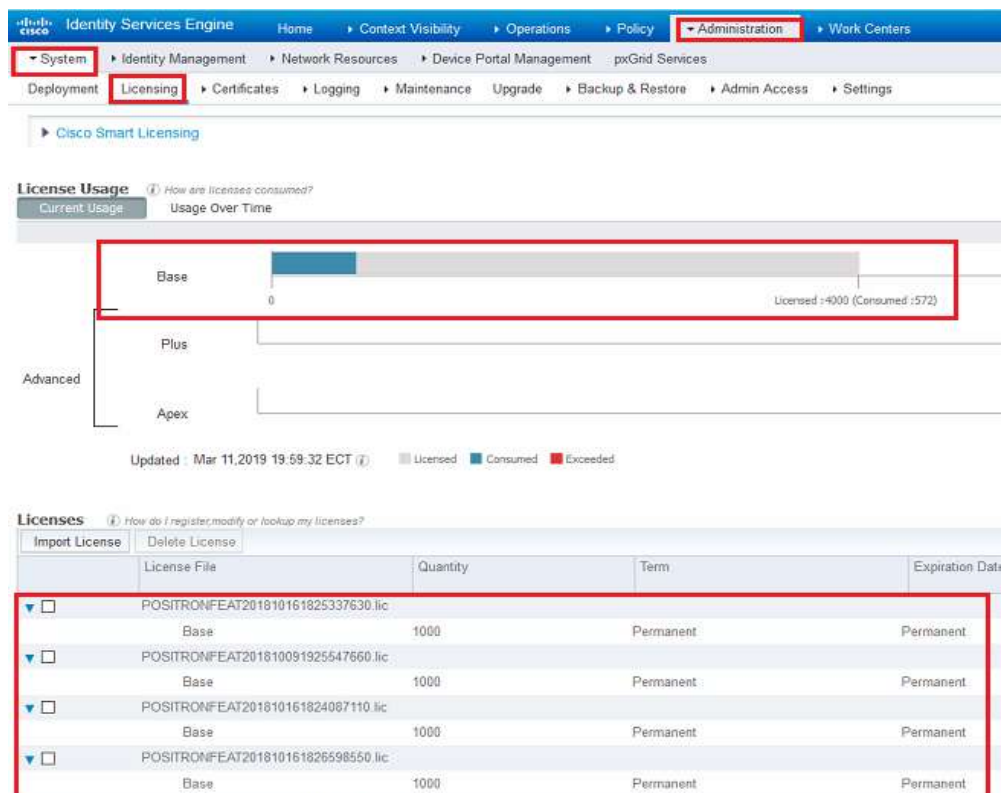 cisco Identity Services Engine Home Context Visibility Operations Policy Administration Work Centers
System Identity Management Network Resources Device Portal Management pxGrid Services
Deployment Licensing Certificates Logging Maintenance Upgrade Backup & Restore Admin Access Settings
Cisco Smart Licensing
License Usage How are licenses consumed?
Current Usage Usage Over Time
Base
0 Licensed :4000 (Consumed :572)
Plus
Advanced
Apex
Updated : Mar 11,2019 19:59:32 ECT Licensed Consumed Exceeded
Licenses How do I register,modify or lookup my licenses?
Import License Delete License
License File Quantity Term Expiration Date
POSITRONFEAT201810161825337630.lic
Base 1000 Permanent Permanent
POSITRONFEAT201810091925547660.lic
Base 1000 Permanent Permanent
POSITRONFEAT201810161824087110.lic
Base 1000 Permanent Permanent
POSITRONFEAT201810161826598550.lic
Base 1000 Permanent Permanent